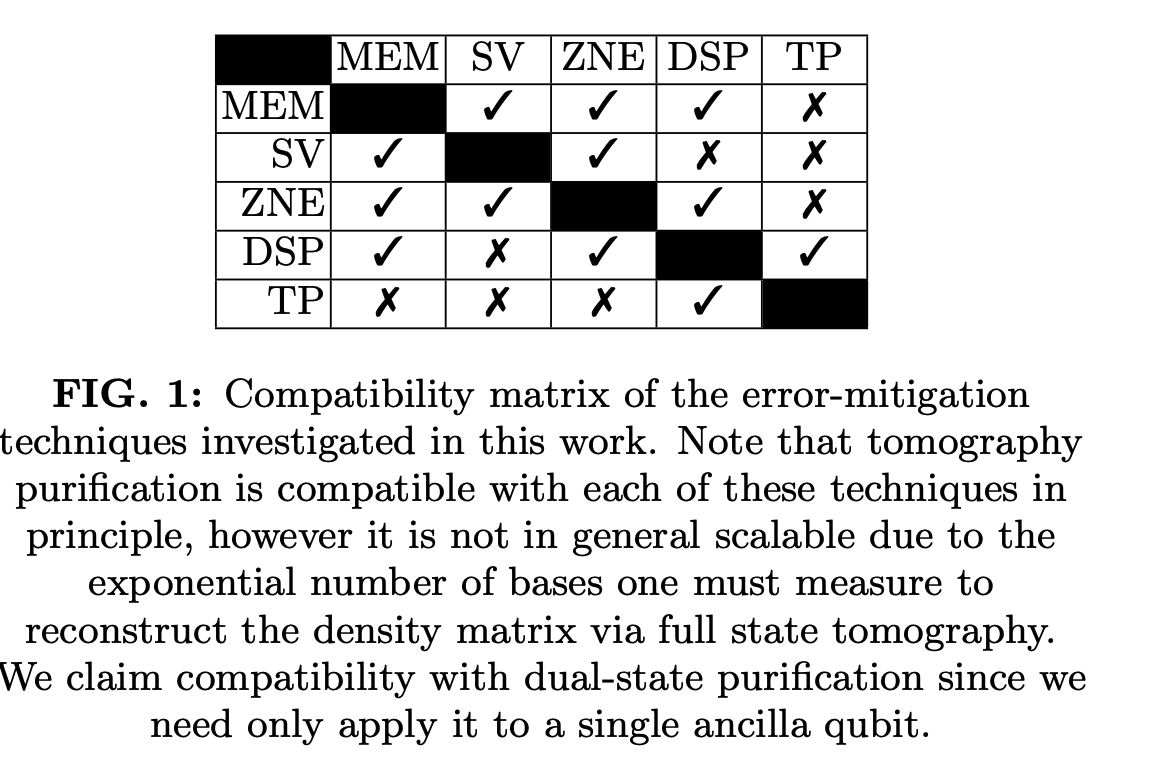 MEM SV ZNE DSP TP
MEM ✓ ✓ ✓ ✗
SV ✓ ✓ ✗ ✗
ZNE ✓ ✓ ✓ ✗
DSP ✓ ✗ ✓ ✓
TP ✗ ✗ ✗ ✓
FIG. 1: Compatibility matrix of the error-mitigation
techniques investigated in this work. Note that tomography
purification is compatible with each of these techniques in
principle, however it is not in general scalable due to the
exponential number of bases one must measure to
reconstruct the density matrix via full state tomography.
We claim compatibility with dual-state purification since we
need only apply it to a single ancilla qubit.